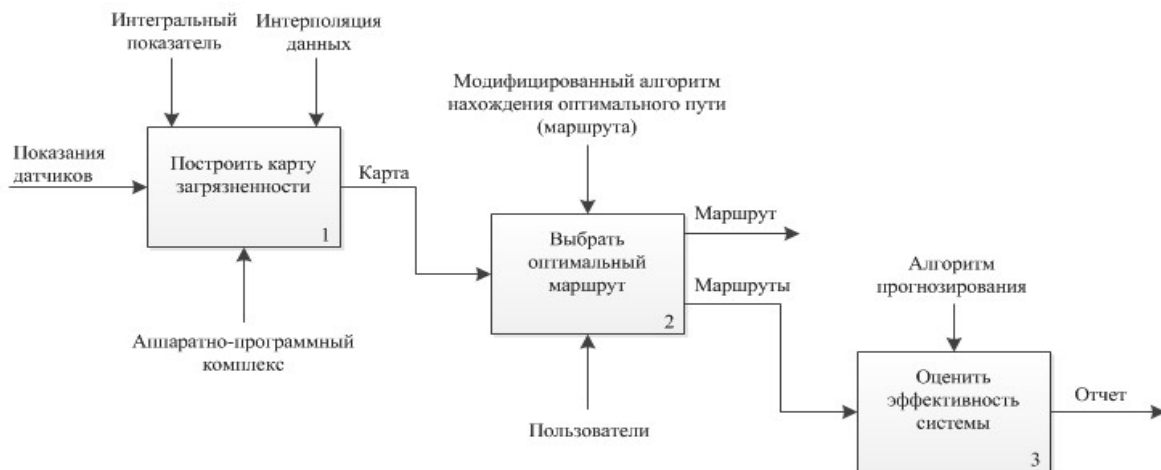 Интегральный
показатель
Интерполяция
данных
Модифицированный алгоритм
нахождения оптимального пути
(маршрута)
Показания
датчиков
Построить карту
загрязненности
1
Карта
Аппаратно-программный
комплекс
Выбрать
оптимальный
маршрут
2
Маршрут
Маршруты
Пользователи
Алгоритм
прогнозирования
Оценить
эффективность
системы
3
Отчет